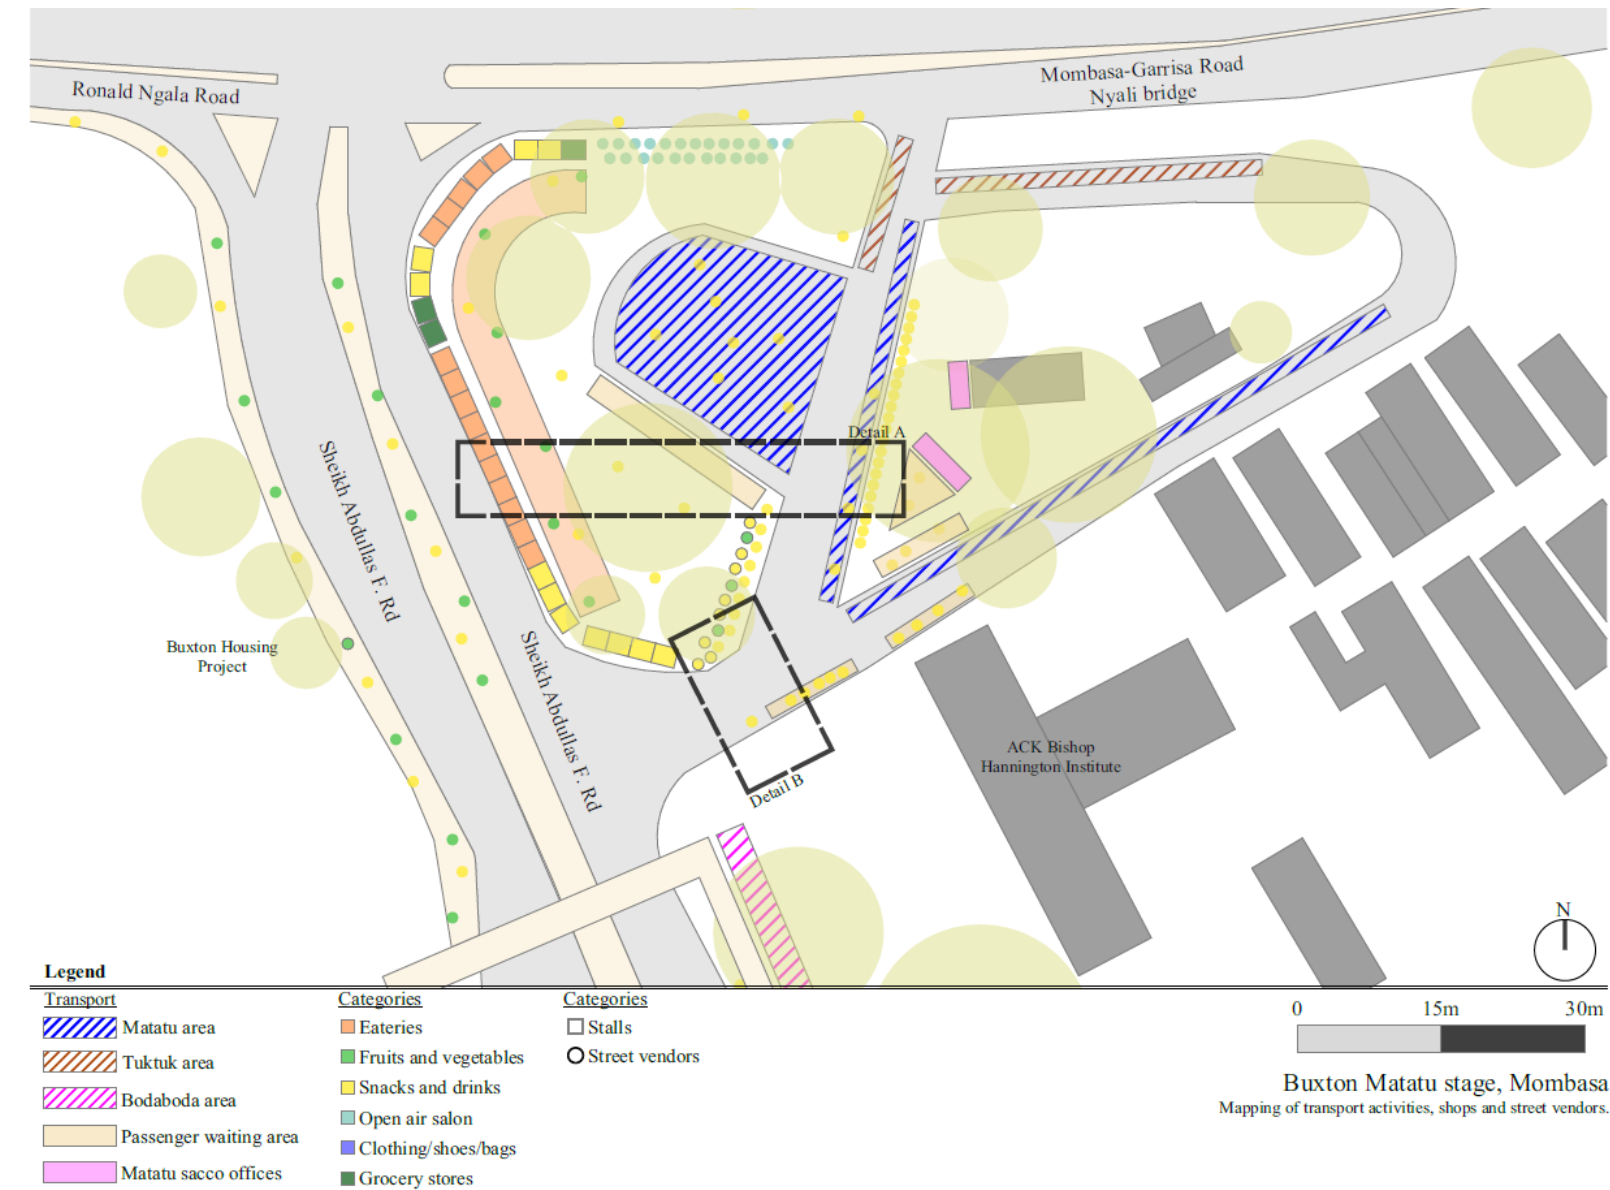 Ronald Ngala Road
Mombasa-Garrisa Road
Nyali bridge
Detail A
Sheikh Abdullas F. Rd
Sheikh Abdullas F. Rd
Buxton Housing
Project
ACK Bishop
Hannington Institute
Detail B
N
Legend
Transport
Matatu area
Tuktuk area
Bodaboda area
Passenger waiting area
Matatu sacco offices
Categories
Eateries
Fruits and vegetables
Snacks and drinks
Open air salon
Clothing/shoes/bags
Grocery stores
Categories
Stalls
Street vendors
0 15m 30m
Buxton Matatu stage, Mombasa
Mapping of transport activities, shops and street vendors.